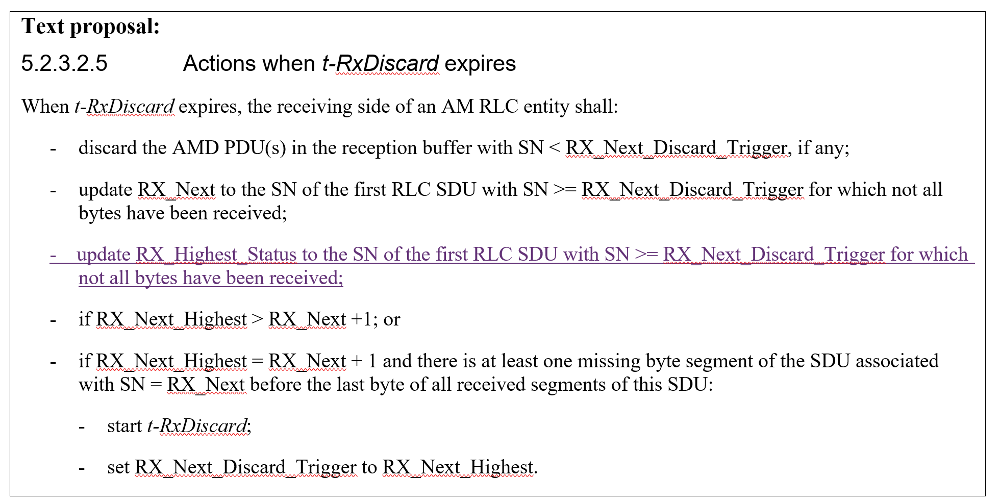 Text proposal:
5.2.3.2.5 Actions when t-RxDiscard expires
When t-RxDiscard expires, the receiving side of an AM RLC entity shall:
- discard the AMD PDU(s) in the reception buffer with SN < RX_Next_Discard_Trigger, if any;
- update RX_Next to the SN of the first RLC SDU with SN >= RX_Next_Discard_Trigger for which not all
bytes have been received;
- update RX_Highest_Status to the SN of the first RLC SDU with SN >= RX_Next_Discard_Trigger for which
not all bytes have been received;
- if RX_Next_Highest > RX_Next +1; or
- if RX_Next_Highest = RX_Next + 1 and there is at least one missing byte segment of the SDU associated
with SN = RX_Next before the last byte of all received segments of this SDU:
- start t-RxDiscard;
- set RX_Next_Discard_Trigger to RX_Next_Highest.